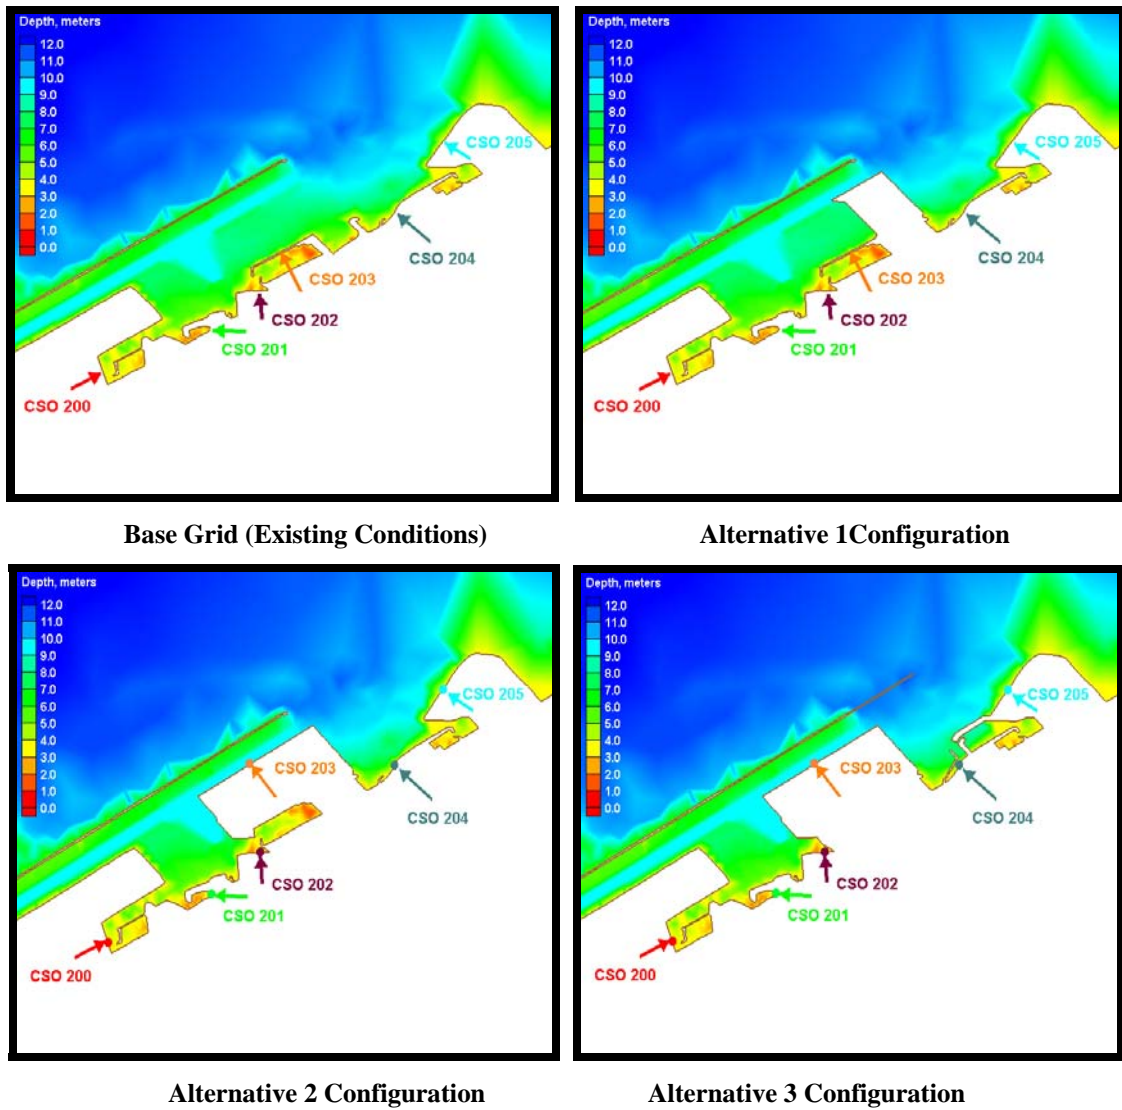 Depth, meters
12.0
11.0
10.0
9.0
8.0
7.0
6.0
5.0
4.0
3.0
2.0
1.0
0.0
CSO 205
CSO 204
CSO 203
CSO 202
CSO 201
CSO 200
Base Grid (Existing Conditions)
Depth, meters
12.0
11.0
10.0
9.0
8.0
7.0
6.0
5.0
4.0
3.0
2.0
1.0
0.0
CSO 205
CSO 204
CSO 203
CSO 202
CSO 201
CSO 200
Alternative 1Configuration
Depth, meters
12.0
11.0
10.0
9.0
8.0
7.0
6.0
5.0
4.0
3.0
2.0
1.0
0.0
CSO 205
CSO 203
CSO 204
CSO 202
CSO 201
CSO 200
Alternative 2 Configuration
Depth, meters
12.0
11.0
10.0
9.0
8.0
7.0
6.0
5.0
4.0
3.0
2.0
1.0
0.0
CSO 205
CSO 203
CSO 204
CSO 202
CSO 201
CSO 200
Alternative 3 Configuration